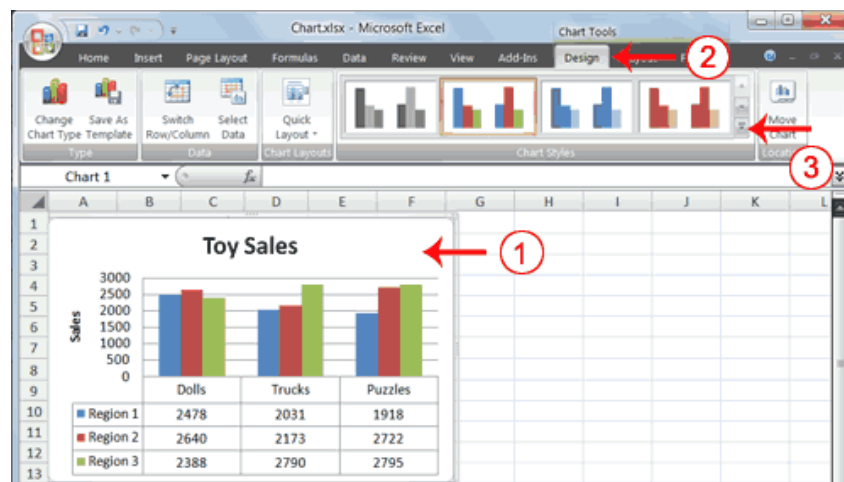 Chart.xlsx - Microsoft Excel
Chart Tools
Home Insert Page Layout Formulas Data Review View Add-Ins Design
2
Change Chart Type
Save As Template
Switch Row/Column
Select Data
Quick Layout
Move Chart
Type Data Chart Layouts Chart Styles
3
Chart 1 fx
A B C D E F G H I J K L
1
2
3
4
5
6
7
8
9
10
11
12
13
Toy Sales
1
Sales
3000
2500
2000
1500
1000
500
0
Dolls Trucks Puzzles
Region 1 2478 2031 1918
Region 2 2640 2173 2722
Region 3 2388 2790 2795